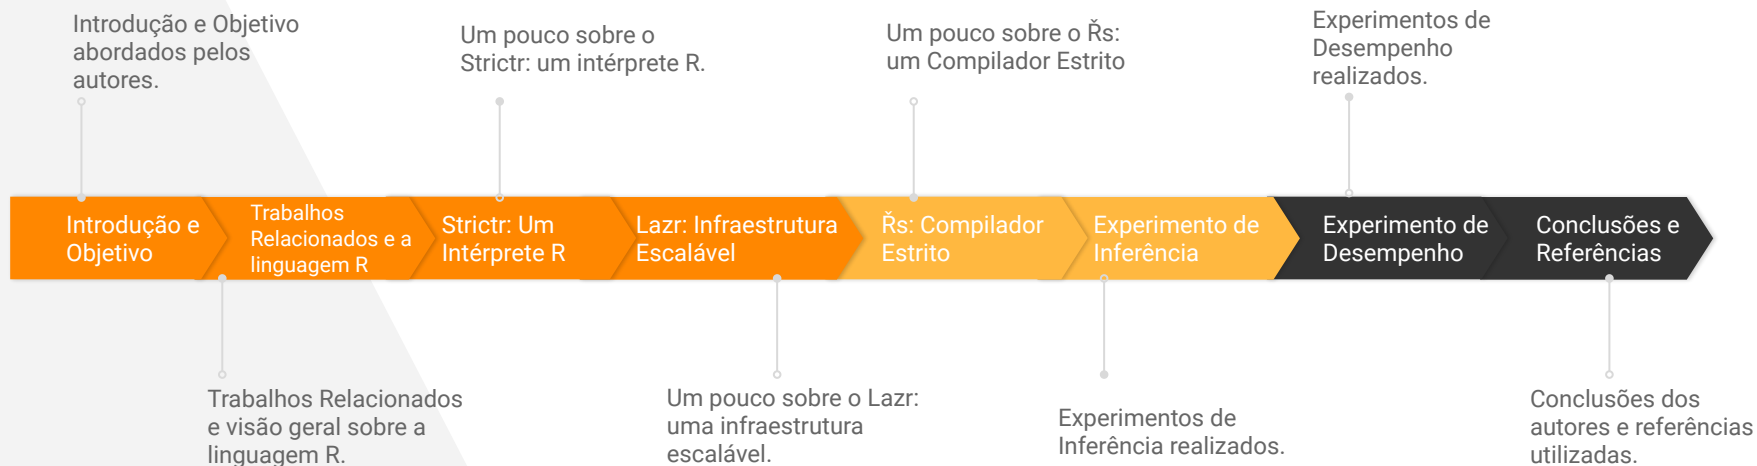 Introdução e Objetivo
abordados pelos
autores.
Um pouco sobre o
Strictr: um intérprete R.
Um pouco sobre o Řs:
um Compilador Estrito
Experimentos de
Desempenho
realizados.
Introdução e
Objetivo
Trabalhos
Relacionados e a
linguagem R
Strictr: Um
Intérprete R
Lazr: Infraestrutura
Escalável
Řs: Compilador
Estrito
Experimento de
Inferência
Experimento de
Desempenho
Conclusões e
Referências
Trabalhos Relacionados
e visão geral sobre a
linguagem R.
Um pouco sobre o Lazr:
uma infraestrutura
escalável.
Experimentos de
Inferência realizados.
Conclusões dos
autores e referências
utilizadas.